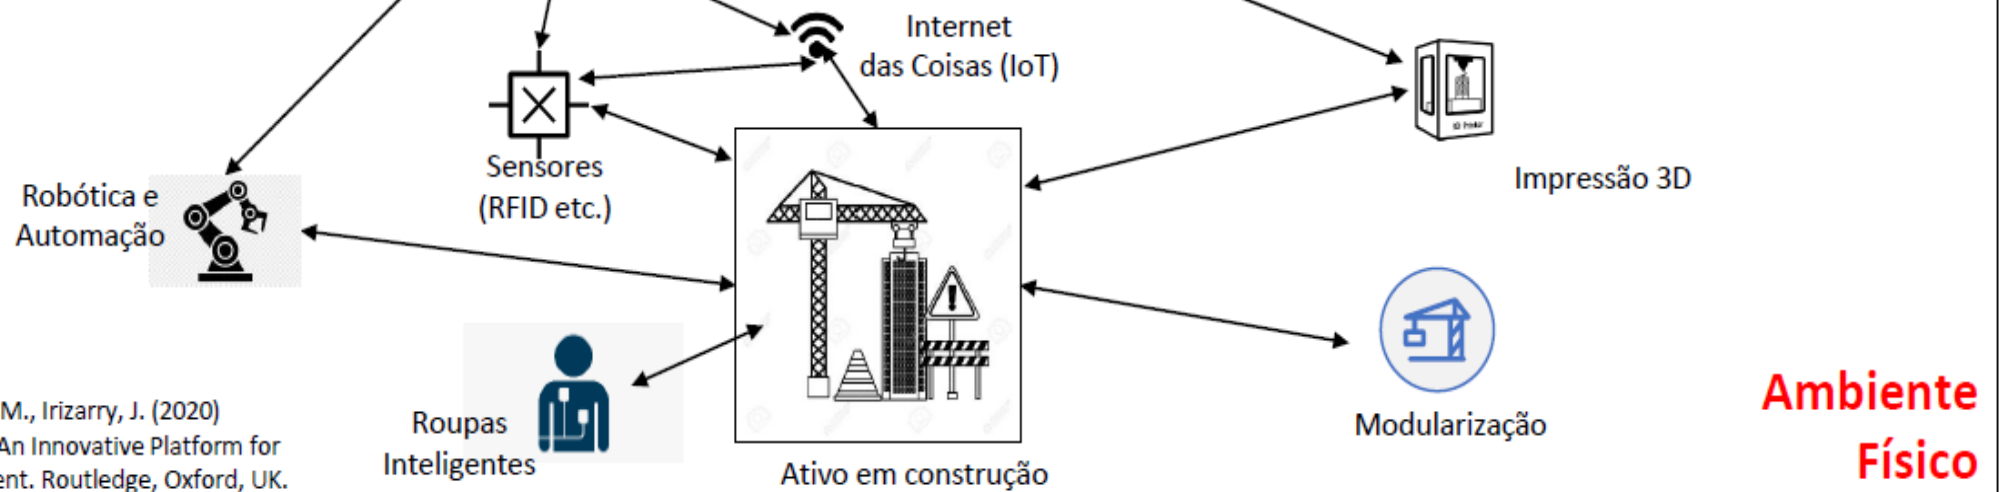 Internet
das Coisas (IoT)
Sensores
(RFID etc.)
Impressão 3D
Robótica e
Automação
Roupas
Inteligentes
Ativo em construção
Modularização
Ambiente
Físico
M., Irizarry, J. (2020)
An Innovative Platform for
ent. Routledge, Oxford, UK.